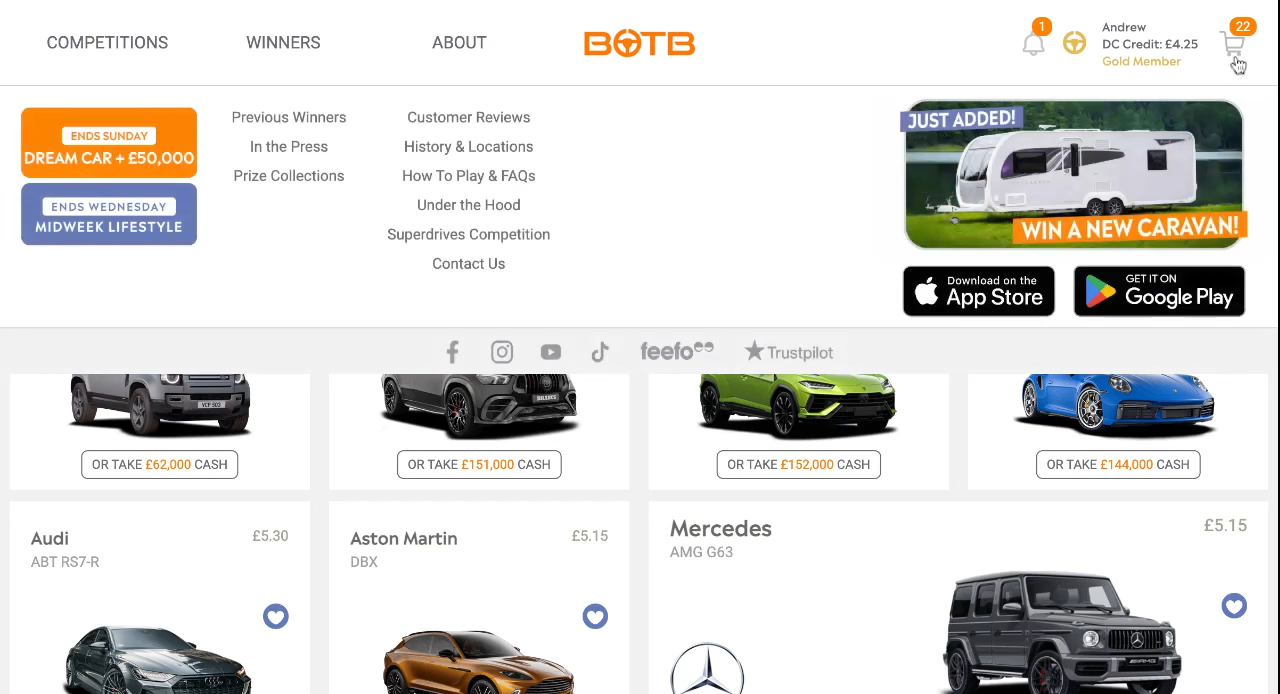 COMPETITIONS
WINNERS
ABOUT
BOTB
1
Andrew
DC Credit: £4.25
Gold Member
22
ENDS SUNDAY
DREAM CAR + £50,000
ENDS WEDNESDAY
MIDWEEK LIFESTYLE
Previous Winners
In the Press
Prize Collections
Customer Reviews
History & Locations
How To Play & FAQs
Under the Hood
Superdrives Competition
Contact Us
JUST ADDED!
WIN A NEW CARAVAN!
Download on the
App Store
GET IT ON
Google Play
feefo
Trustpilot
BRABUS
OR TAKE £62,000 CASH
OR TAKE £151,000 CASH
OR TAKE £152,000 CASH
OR TAKE £144,000 CASH
Audi
£5.30
ABT RS7-R
Aston Martin
£5.15
DBX
Mercedes
£5.15
AMG G63